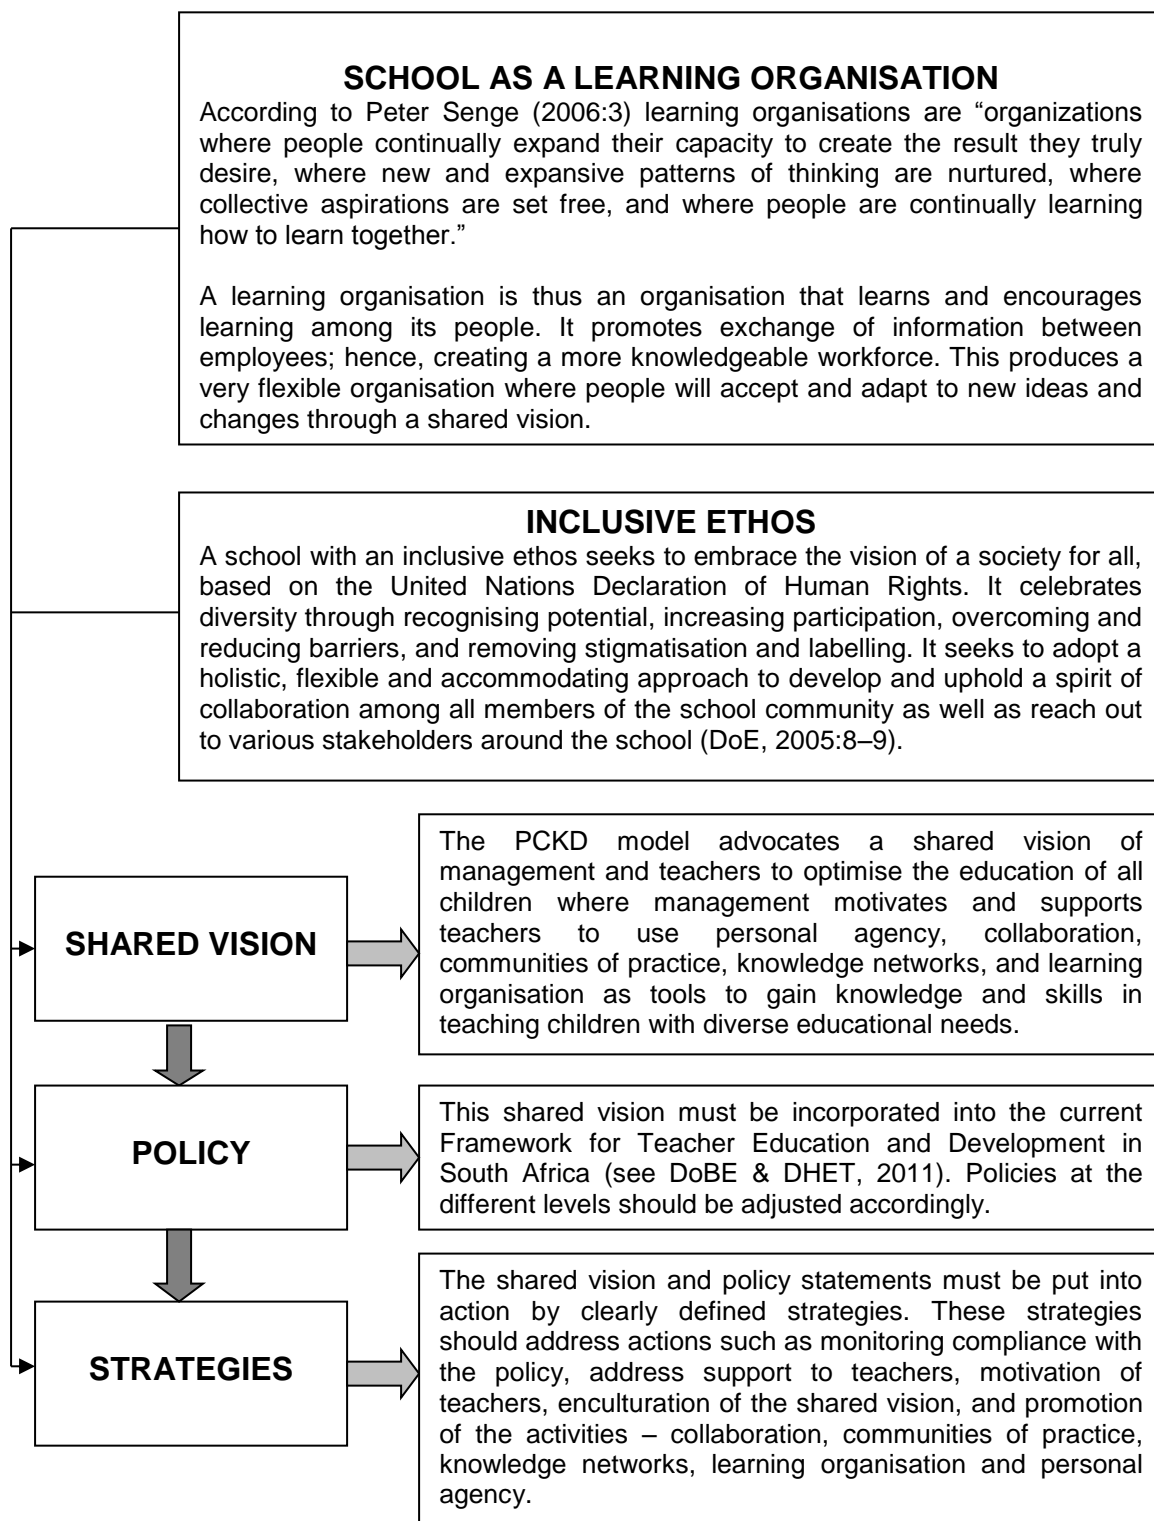 SCHOOL AS A LEARNING ORGANISATION
According to Peter Senge (2006:3) learning organisations are “organizations
where people continually expand their capacity to create the result they truly
desire, where new and expansive patterns of thinking are nurtured, where
collective aspirations are set free, and where people are continually learning
how to learn together.”
A learning organisation is thus an organisation that learns and encourages
learning among its people. It promotes exchange of information between
employees; hence, creating a more knowledgeable workforce. This produces a
very flexible organisation where people will accept and adapt to new ideas and
changes through a shared vision.
INCLUSIVE ETHOS
A school with an inclusive ethos seeks to embrace the vision of a society for all,
based on the United Nations Declaration of Human Rights. It celebrates
diversity through recognising potential, increasing participation, overcoming and
reducing barriers, and removing stigmatisation and labelling. It seeks to adopt a
holistic, flexible and accommodating approach to develop and uphold a spirit of
collaboration among all members of the school community as well as reach out
to various stakeholders around the school (DoE, 2005:8–9).
SHARED VISION
The PCKD model advocates a shared vision of
management and teachers to optimise the education of all
children where management motivates and supports
teachers to use personal agency, collaboration,
communities of practice, knowledge networks, and learning
organisation as tools to gain knowledge and skills in
teaching children with diverse educational needs.
POLICY
This shared vision must be incorporated into the current
Framework for Teacher Education and Development in
South Africa (see DoBE & DHET, 2011). Policies at the
different levels should be adjusted accordingly.
STRATEGIES
The shared vision and policy statements must be put into
action by clearly defined strategies. These strategies
should address actions such as monitoring compliance with
the policy, address support to teachers, motivation of
teachers, enculturation of the shared vision, and promotion
of the activities – collaboration, communities of practice,
knowledge networks, learning organisation and personal
agency.